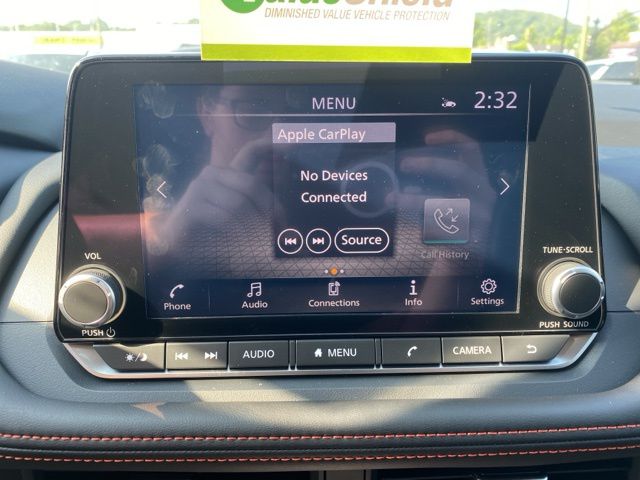 DIMINISHED VALUE VEHICLE PROTECTION
MENU
2:32
Apple CarPlay
No Devices
Connected
Source
Call History
Phone
Audio
Connections
Info
Settings
VOL
PUSH
TUNE·SCROLL
PUSH SOUND
AUDIO
MENU
CAMERA